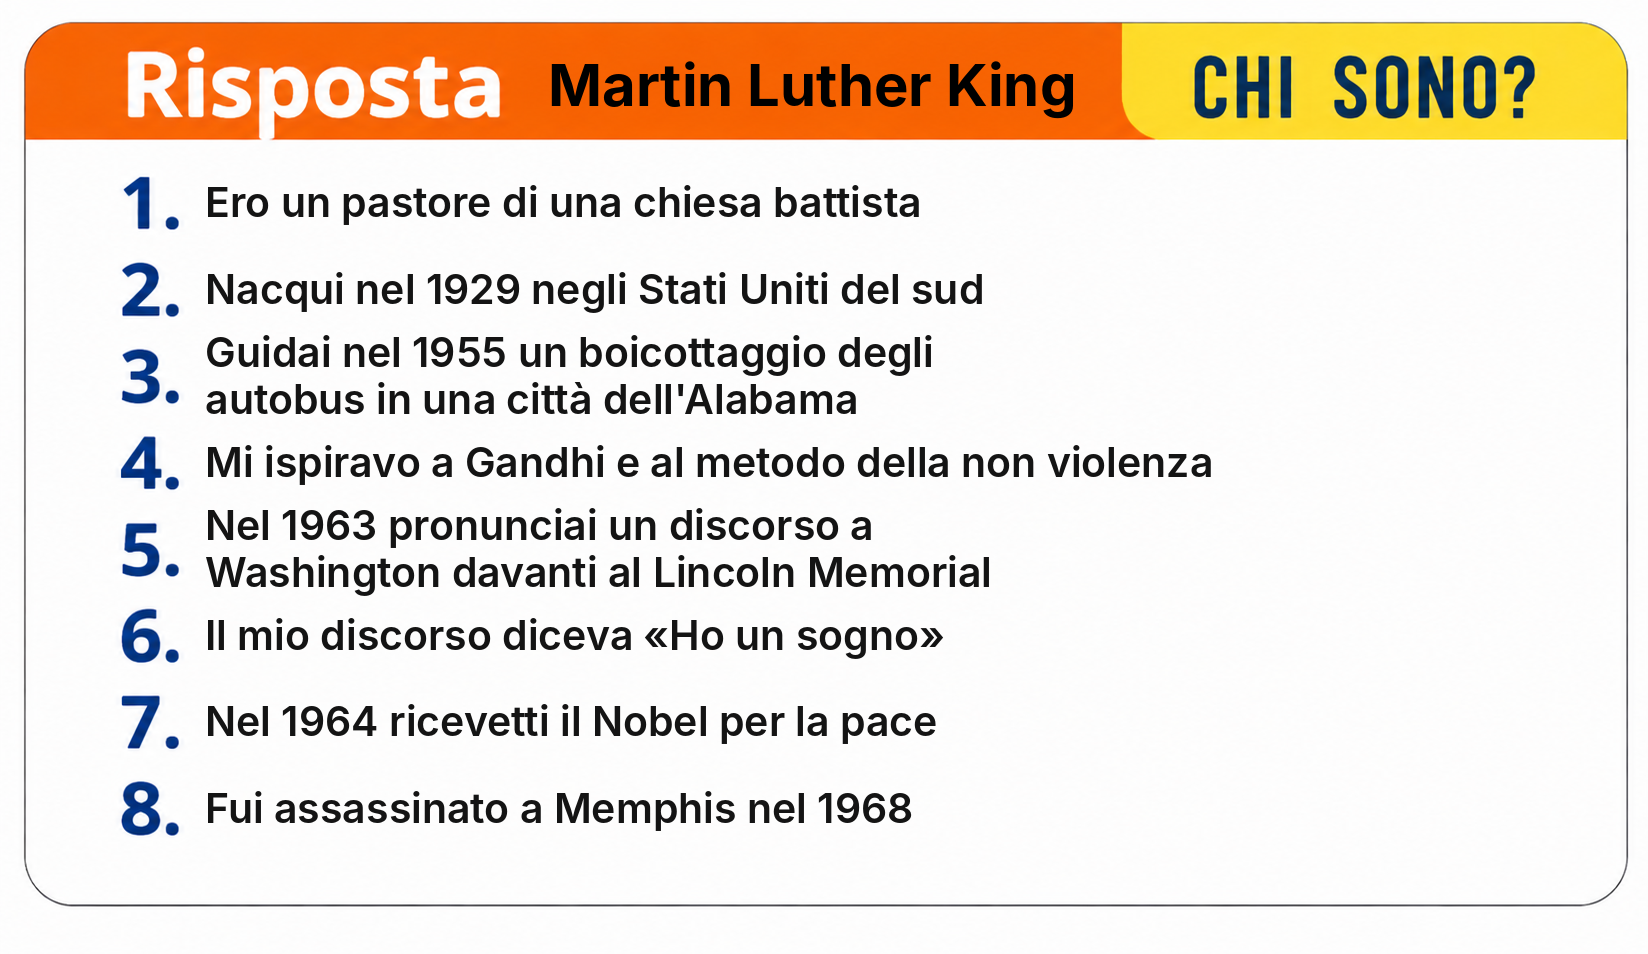 Risposta Martin Luther King CHI SONO?
1. Ero un pastore di una chiesa battista
2. Nacqui nel 1929 negli Stati Uniti del sud
3. Guidai nel 1955 un boicottaggio degli
autobus in una città dell'Alabama
4. Mi ispiravo a Gandhi e al metodo della non violenza
5. Nel 1963 pronunciai un discorso a
Washington davanti al Lincoln Memorial
6. Il mio discorso diceva «Ho un sogno»
7. Nel 1964 ricevetti il Nobel per la pace
8. Fui assassinato a Memphis nel 1968